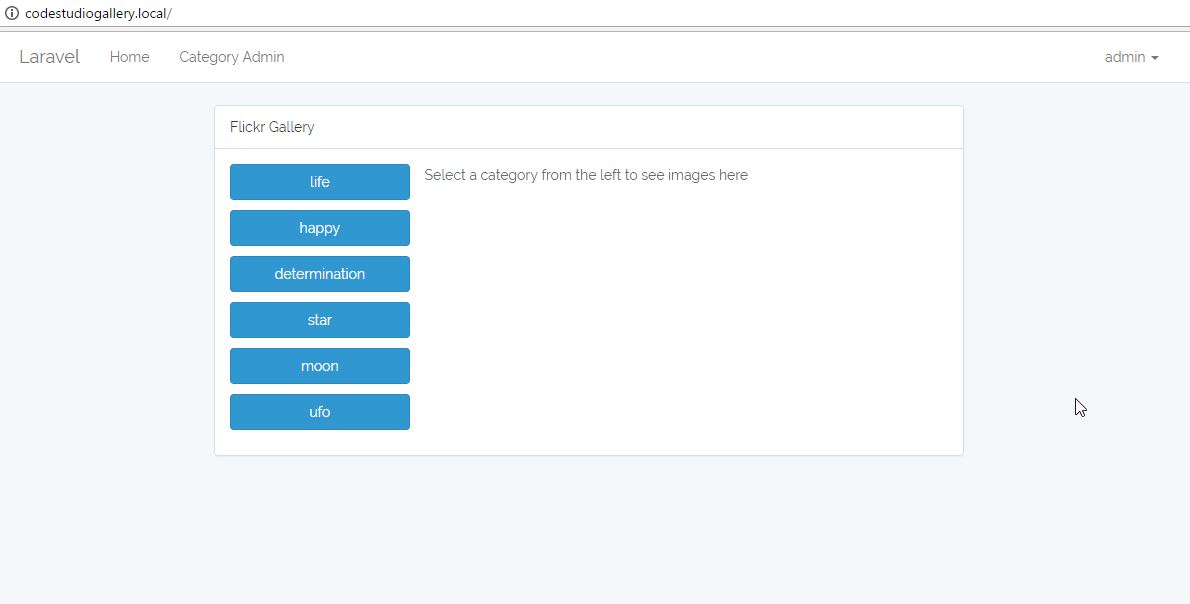 codestudiogallery.local/
Laravel Home Category Admin admin
Flickr Gallery
life
Select a category from the left to see images here
happy
determination
star
moon
ufo